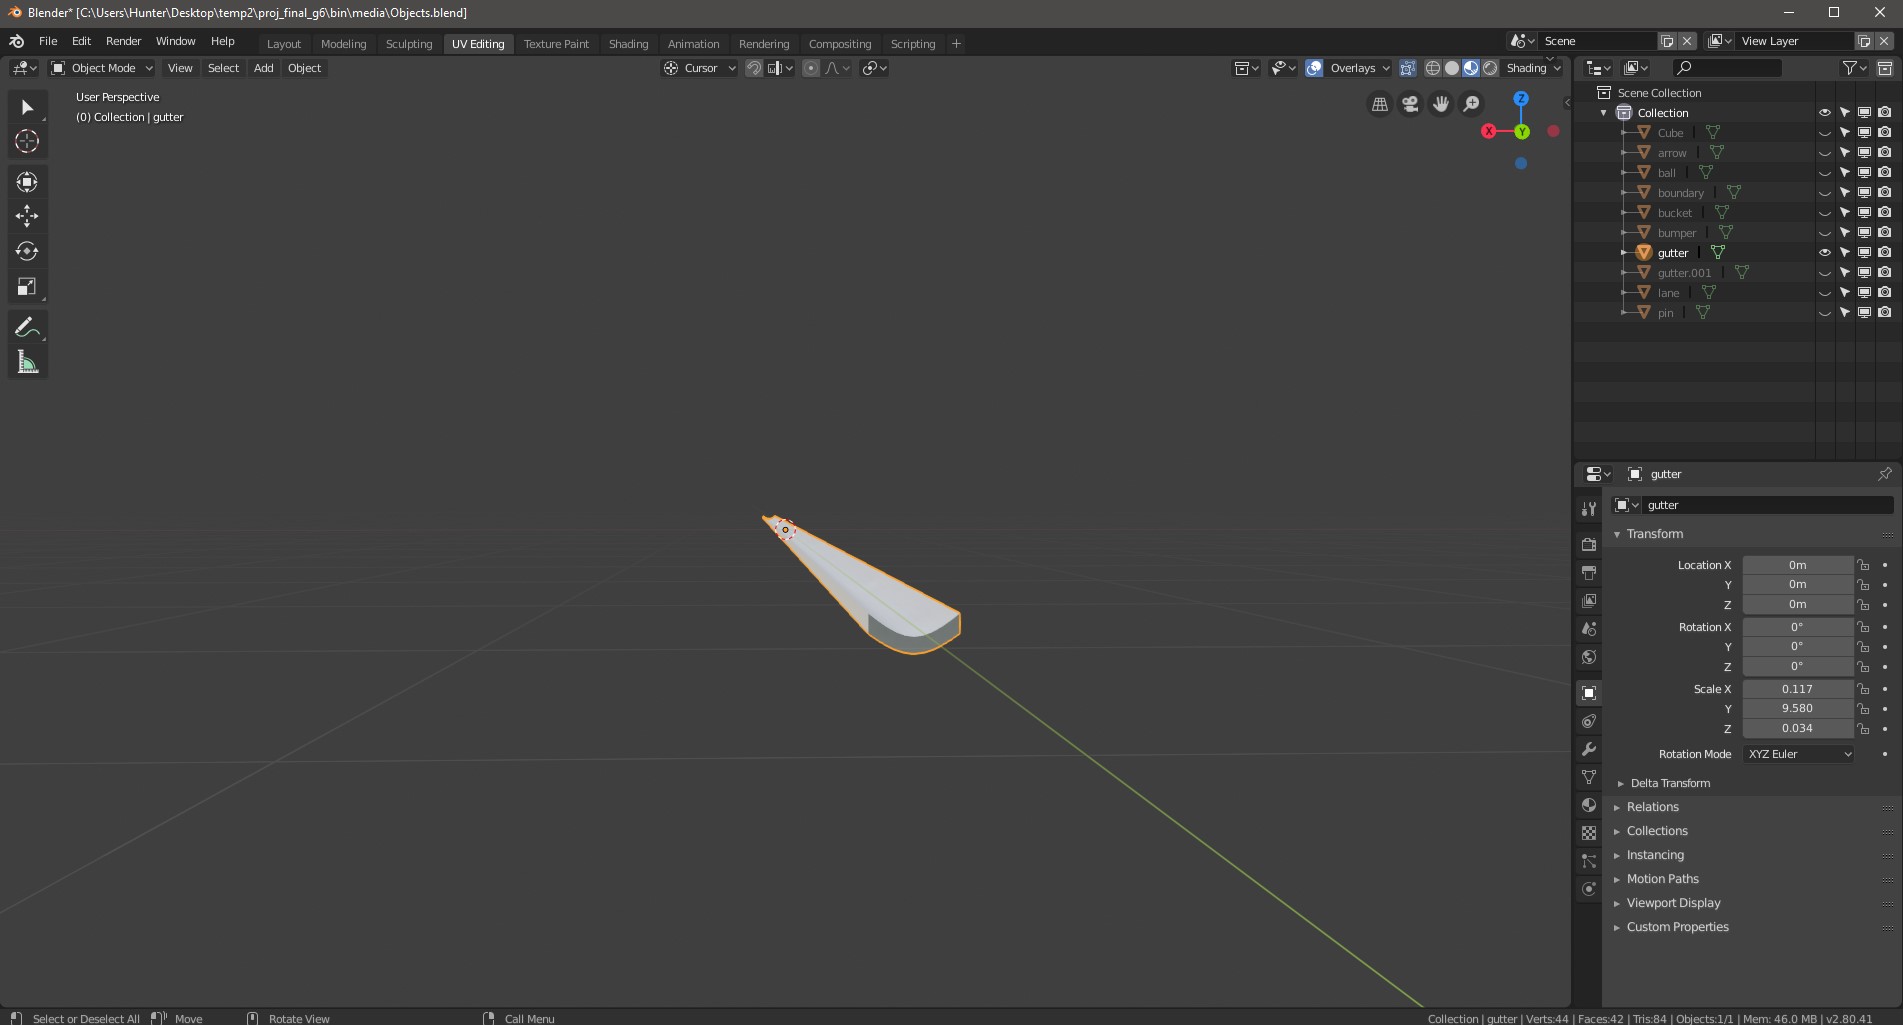 Blender* [C:\Users\Hunter\Desktop\temp2\proj_final_g6\bin\media\Objects.blend]
File Edit Render Window Help Layout Modeling Sculpting UV Editing Texture Paint Shading Animation Rendering Compositing Scripting + Scene View Layer
Object Mode View Select Add Object Cursor Overlays Shading
User Perspective
(0) Collection | gutter
Z
X Y
Scene Collection
Collection
Cube
arrow
ball
boundary
bucket
bumper
gutter
gutter.001
lane
pin
gutter
gutter
Transform
Location X 0m
Y 0m
Z 0m
Rotation X 0°
Y 0°
Z 0°
Scale X 0.117
Y 9.580
Z 0.034
Rotation Mode XYZ Euler
Delta Transform
Relations
Collections
Instancing
Motion Paths
Viewport Display
Custom Properties
Select or Deselect All Move Rotate View Call Menu Collection | gutter | Verts:44 | Faces:42 | Tris:84 | Objects:1/1 | Mem: 46.0 MB | v2.80.41